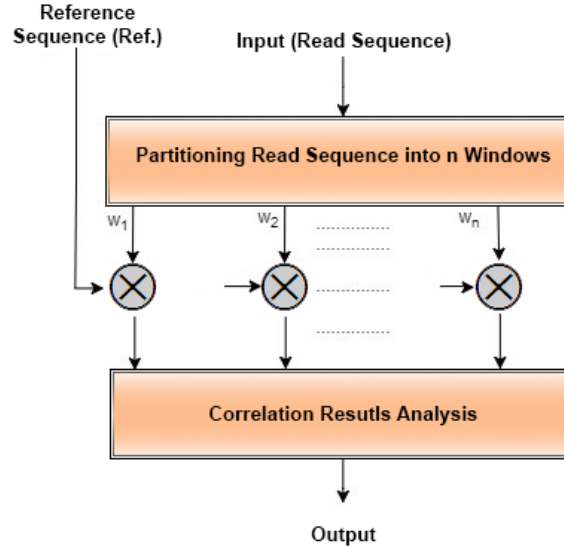 Reference
Sequence (Ref.)
Input (Read Sequence)
Partitioning Read Sequence into n Windows
w1
w2
wn
Correlation Resutls Analysis
Output